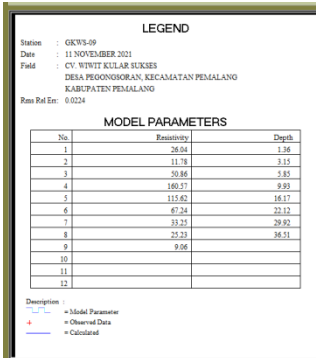 LEGEND
Station : GKWS-09
Date : 11 NOVEMBER 2021
Field : CV. WIWIT KULAR SUKSES
DESA PEGONGSORAN, KECAMATAN PEMALANG
KABUPATEN PEMALANG
Rms Rel Err: 0.0224
MODEL PARAMETERS
No. Resistivity Depth
1 26.04 1.36
2 11.78 3.15
3 50.86 5.85
4 160.57 9.93
5 115.62 16.17
6 67.24 22.12
7 33.25 29.92
8 25.23 36.51
9 9.06
10
11
12
Description :
= Model Parameter
+ = Observed Data
= Calculated